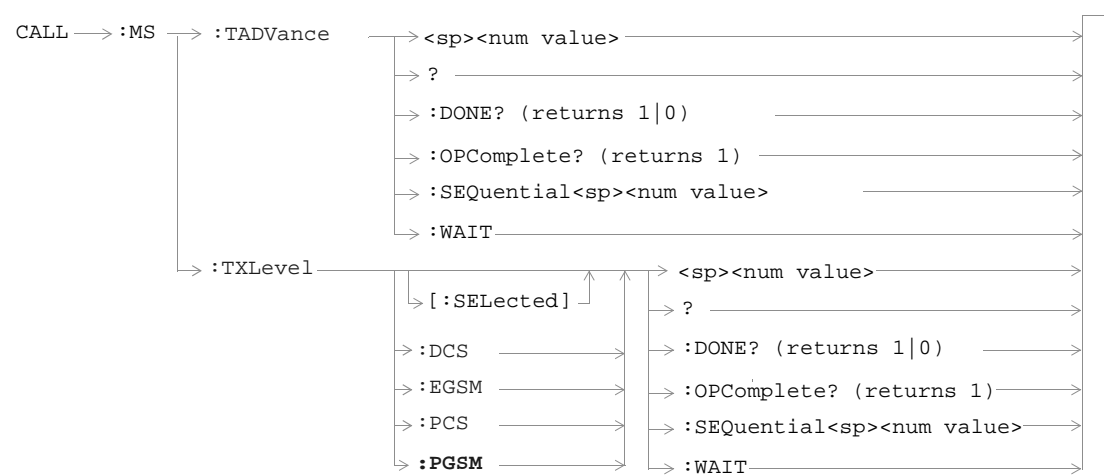 CALL :MS :TADVance <sp><num value>
?
:DONE? (returns 1|0)
:OPComplete? (returns 1)
:SEQuential<sp><num value>
:WAIT
:TXLevel <sp><num value>
[:SELected] ?
:DCS :DONE? (returns 1|0)
:EGSM :OPComplete? (returns 1)
:PCS :SEQuential<sp><num value>
:PGSM :WAIT